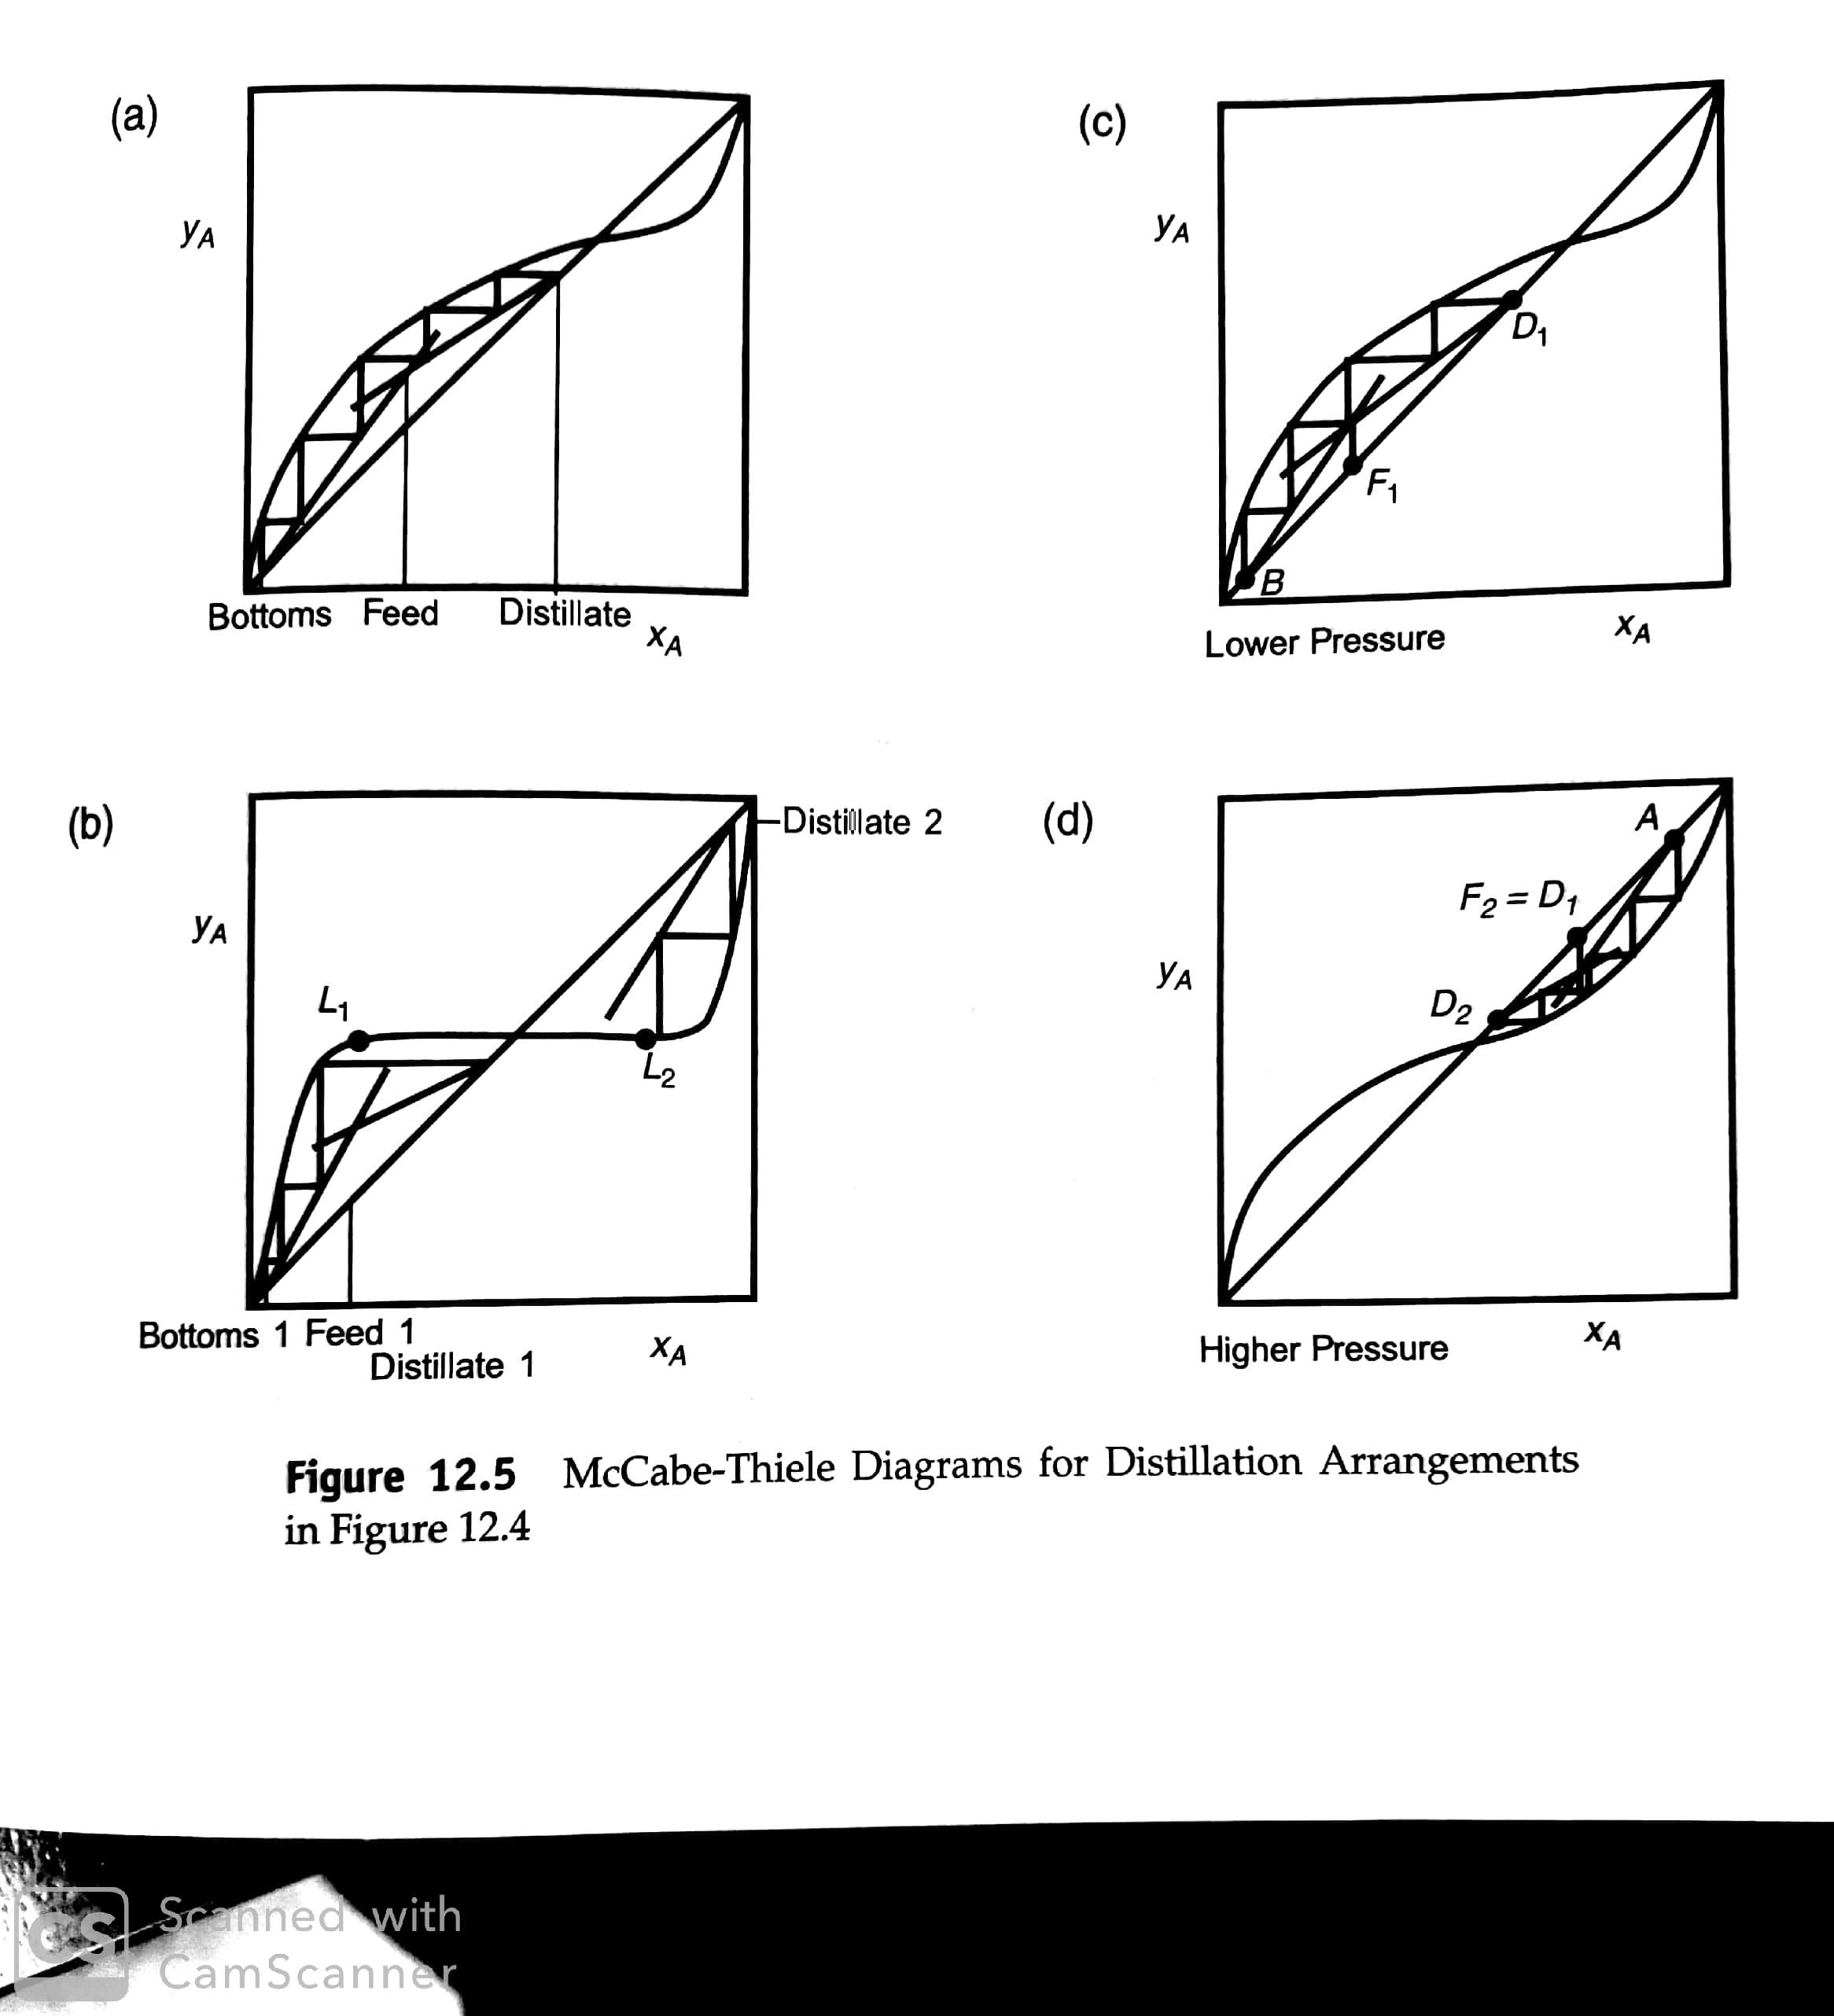 (a)
yA
Bottoms Feed Distillate xA
(c)
yA
D1
F1
B
Lower Pressure xA
(b)
Distillate 2
yA
L1
L2
Bottoms 1 Feed 1
Distillate 1 xA
(d)
A
F2 = D1
yA
D2
Higher Pressure xA
Figure 12.5 McCabe-Thiele Diagrams for Distillation Arrangements
in Figure 12.4
CS
Scanned with
CamScanner